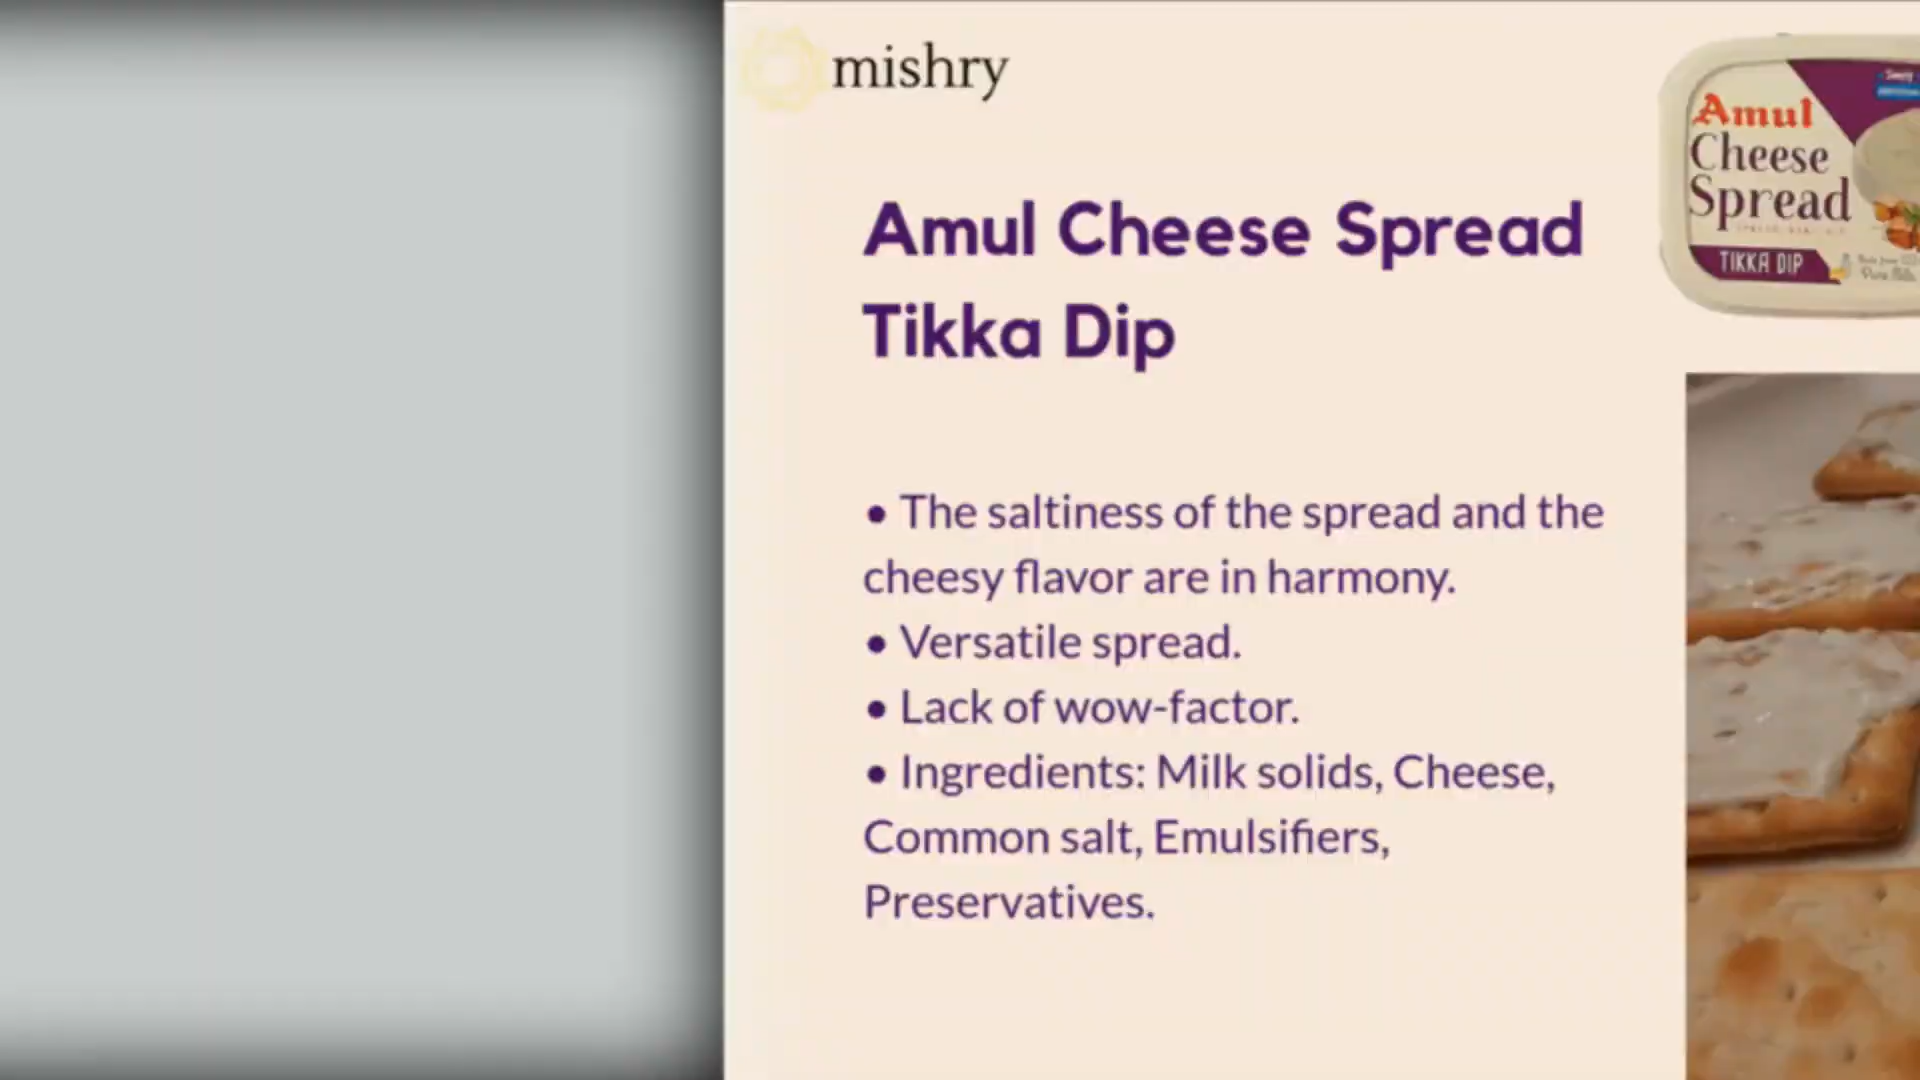 mishry
Amul Cheese Spread
Tikka Dip
• The saltiness of the spread and the
cheesy flavor are in harmony.
• Versatile spread.
• Lack of wow-factor.
• Ingredients: Milk solids, Cheese,
Common salt, Emulsifiers,
Preservatives.
Amul
Cheese
Spread
TIKKA DIP